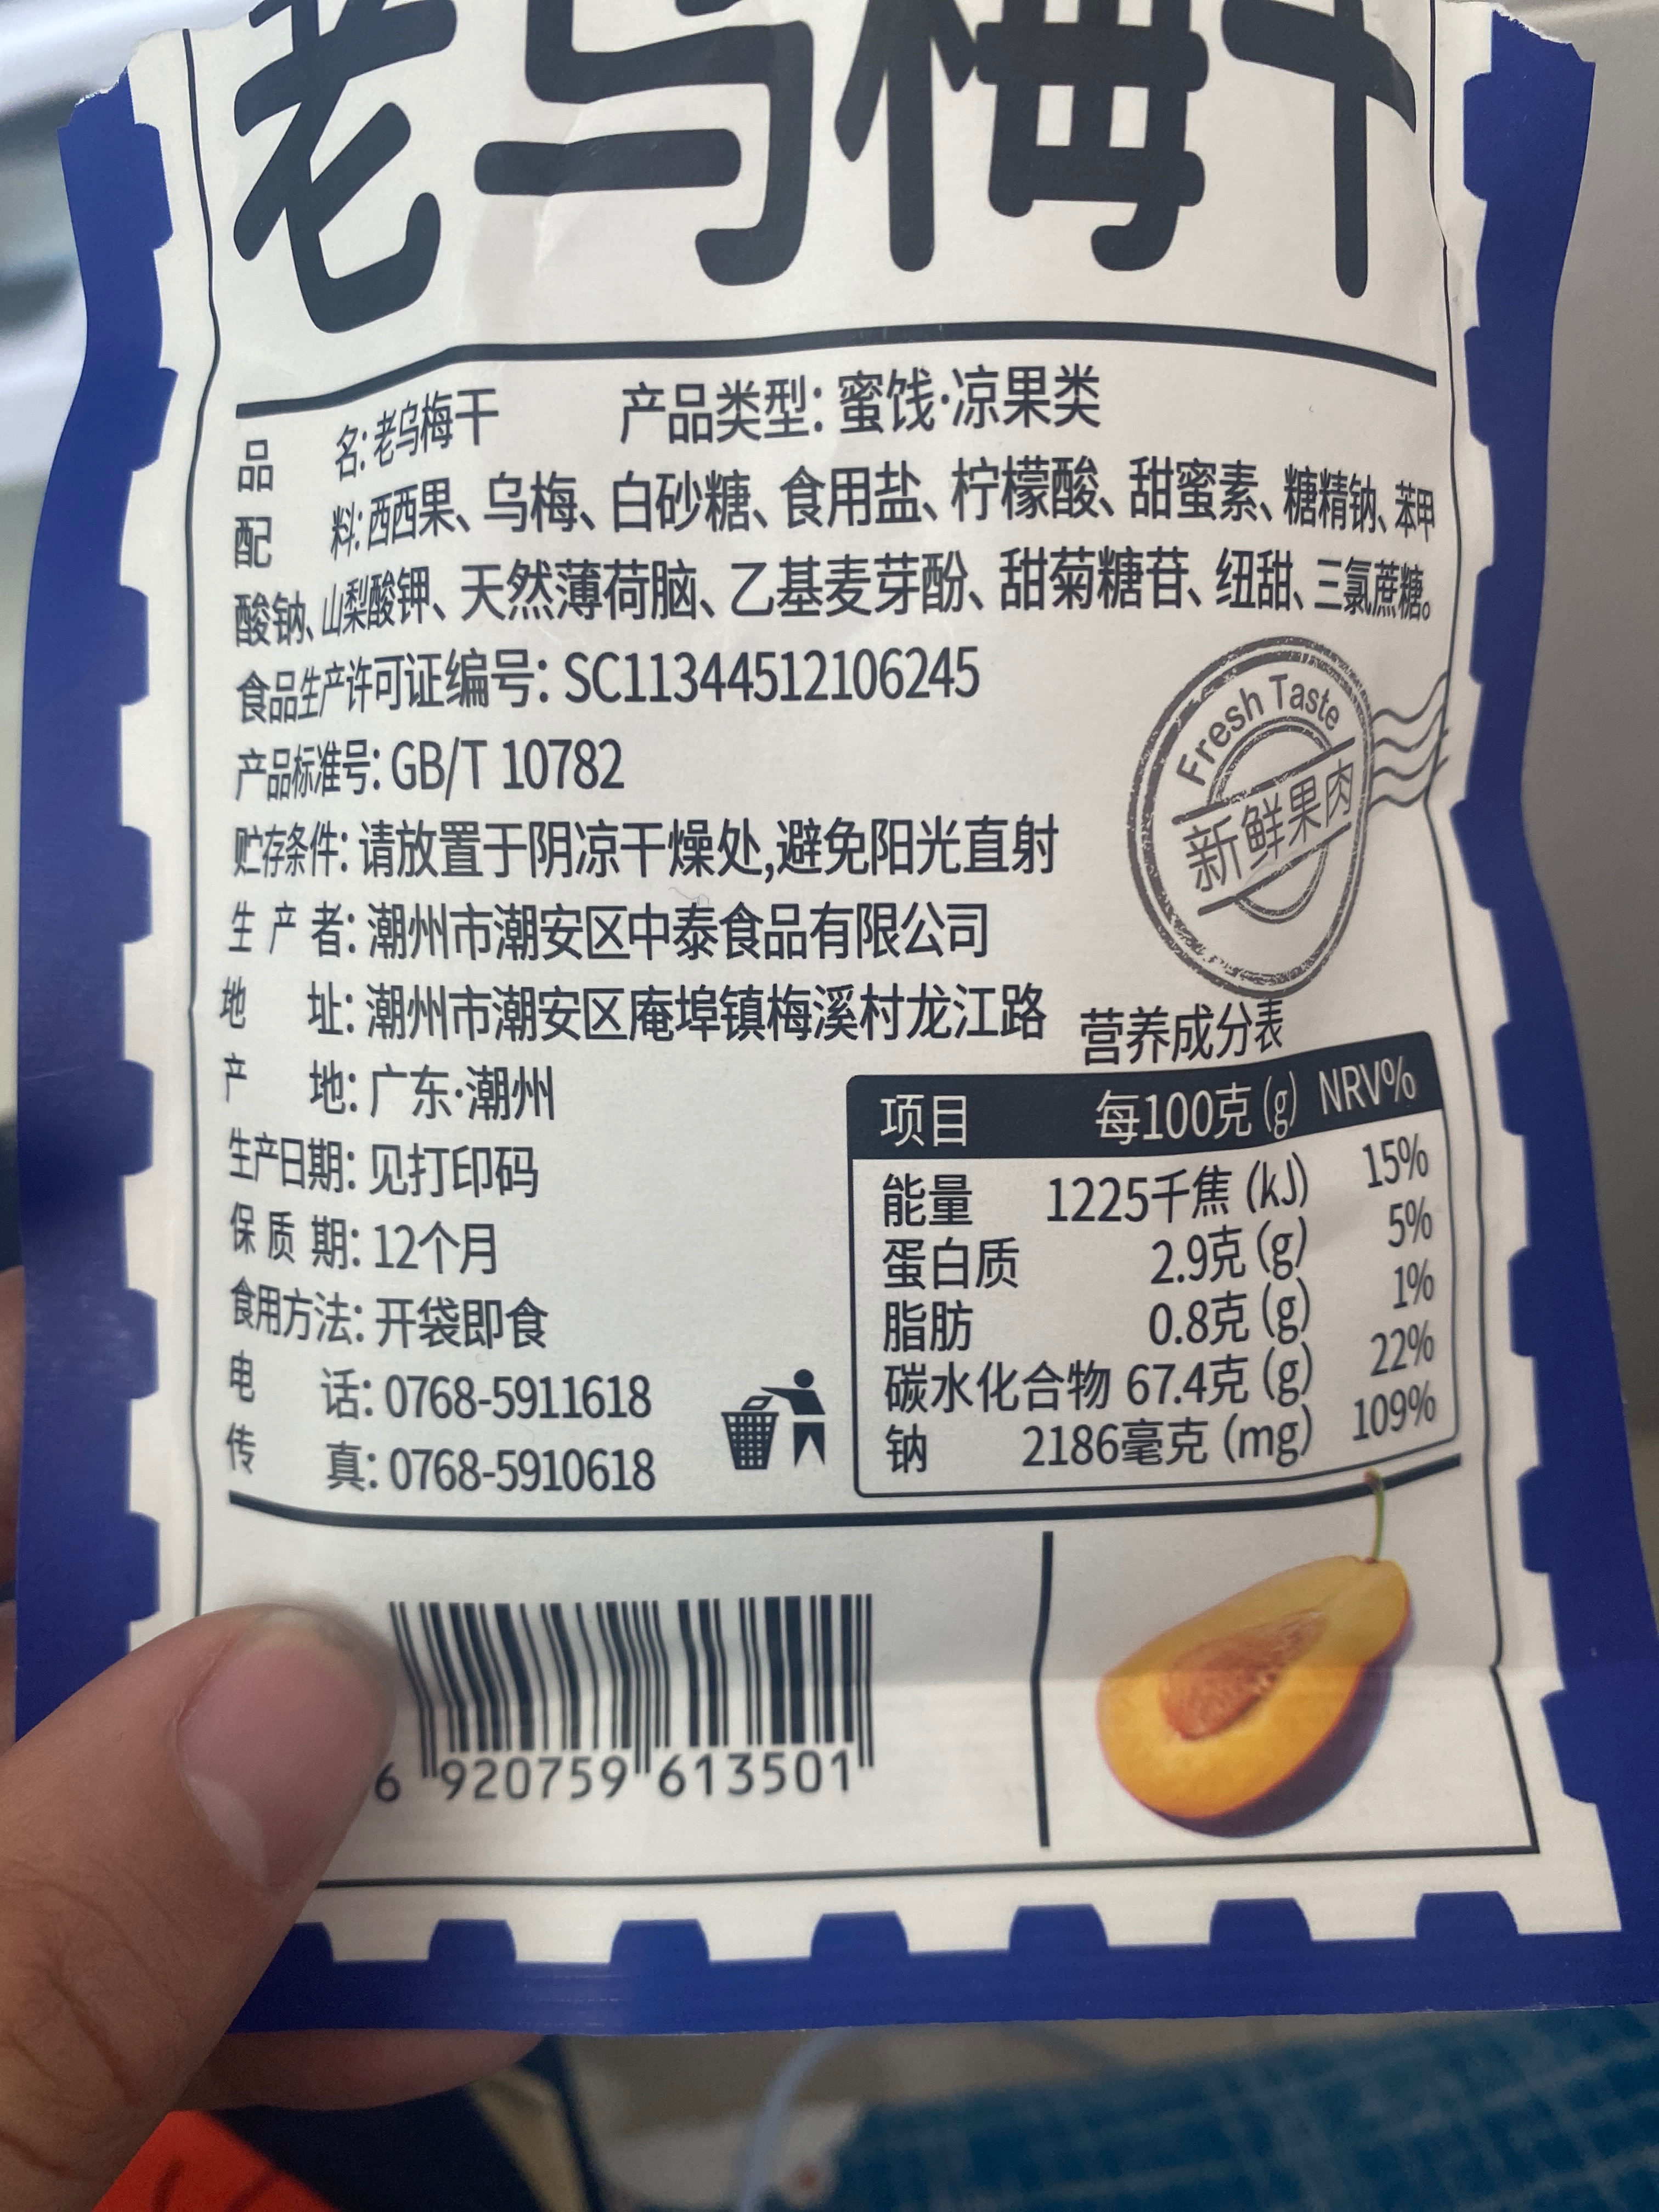 老乌梅干
品 名: 老乌梅干 产品类型: 蜜饯·凉果类
配 料: 西西果、乌梅、白砂糖、食用盐、柠檬酸、甜蜜素、糖精钠、苯甲
酸钠、山梨酸钾、天然薄荷脑、乙基麦芽酚、甜菊糖苷、纽甜、三氯蔗糖。
食品生产许可证编号: SC11344512106245
产品标准号: GB/T 10782
Fresh Taste
新鲜果肉
贮存条件: 请放置于阴凉干燥处,避免阳光直射
生产者: 潮州市潮安区中泰食品有限公司
地 址: 潮州市潮安区庵埠镇梅溪村龙江路
产 地: 广东·潮州
生产日期: 见打印码
保质期: 12个月
食用方法: 开袋即食
电 话: 0768-5911618
传 真: 0768-5910618
营养成分表
项目 每100克 (g) NRV%
能量 1225千焦 (kJ) 15%
蛋白质 2.9克 (g) 5%
脂肪 0.8克 (g) 1%
碳水化合物 67.4克 (g) 22%
钠 2186毫克 (mg) 109%
6 920759 613501